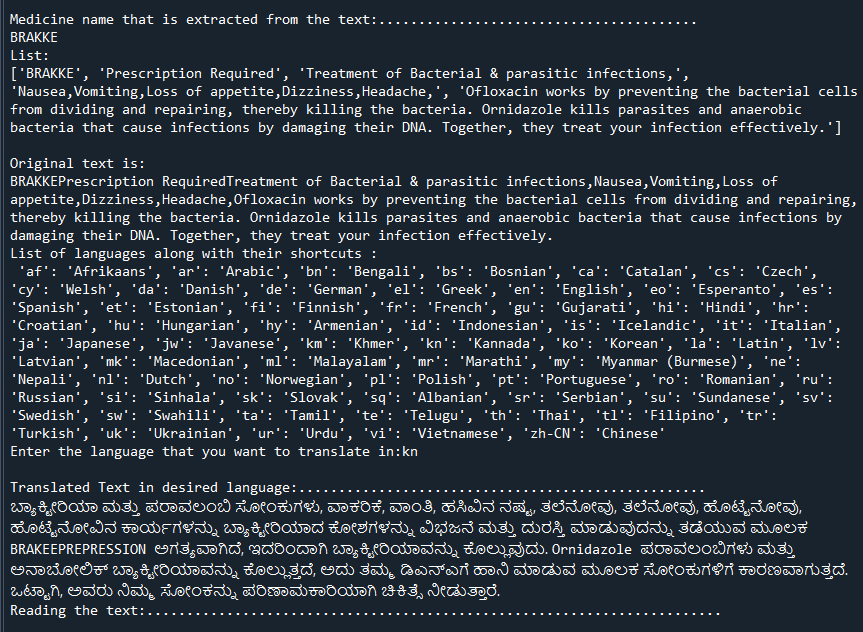 Medicine name that is extracted from the text:......................................
BRAKKE
List:
['BRAKKE', 'Prescription Required', 'Treatment of Bacterial & parasitic infections,',
'Nausea,Vomiting,Loss of appetite,Dizziness,Headache,', 'Ofloxacin works by preventing the bacterial cells
from dividing and repairing, thereby killing the bacteria. Ornidazole kills parasites and anaerobic
bacteria that cause infections by damaging their DNA. Together, they treat your infection effectively.']
Original text is:
BRAKKEPrescription RequiredTreatment of Bacterial & parasitic infections,Nausea,Vomiting,Loss of
appetite,Dizziness,Headache,Ofloxacin works by preventing the bacterial cells from dividing and repairing,
thereby killing the bacteria. Ornidazole kills parasites and anaerobic bacteria that cause infections by
damaging their DNA. Together, they treat your infection effectively.
List of languages along with their shortcuts :
'af': 'Afrikaans', 'ar': 'Arabic', 'bn': 'Bengali', 'bs': 'Bosnian', 'ca': 'Catalan', 'cs': 'Czech',
'cy': 'Welsh', 'da': 'Danish', 'de': 'German', 'el': 'Greek', 'en': 'English', 'eo': 'Esperanto', 'es':
'Spanish', 'et': 'Estonian', 'fi': 'Finnish', 'fr': 'French', 'gu': 'Gujarati', 'hi': 'Hindi', 'hr':
'Croatian', 'hu': 'Hungarian', 'hy': 'Armenian', 'id': 'Indonesian', 'is': 'Icelandic', 'it': 'Italian',
'ja': 'Japanese', 'jw': 'Javanese', 'km': 'Khmer', 'kn': 'Kannada', 'ko': 'Korean', 'la': 'Latin', 'lv':
'Latvian', 'mk': 'Macedonian', 'ml': 'Malayalam', 'mr': 'Marathi', 'my': 'Myanmar (Burmese)', 'ne':
'Nepali', 'nl': 'Dutch', 'no': 'Norwegian', 'pl': 'Polish', 'pt': 'Portuguese', 'ro': 'Romanian', 'ru':
'Russian', 'si': 'Sinhala', 'sk': 'Slovak', 'sq': 'Albanian', 'sr': 'Serbian', 'su': 'Sundanese', 'sv':
'Swedish', 'sw': 'Swahili', 'ta': 'Tamil', 'te': 'Telugu', 'th': 'Thai', 'tl': 'Filipino', 'tr':
'Turkish', 'uk': 'Ukrainian', 'ur': 'Urdu', 'vi': 'Vietnamese', 'zh-CN': 'Chinese'
Enter the language that you want to translate in:kn
Translated Text in desired language:.................................................
ಬ್ಯಾಕ್ಟೀರಿಯಾ ಮತ್ತು ಪರಾವಲಂಬಿ ಸೋಂಕುಗಳು, ವಾಕರಿಕೆ, ವಾಂತಿ, ಹಸಿವಿನ ನಷ್ಟ, ತಲೆನೋವು, ತಲೆನೋವು, ಹೊಟ್ಟೆನೋವು,
ಹೊಟ್ಟೆನೋವಿನ ಕಾರ್ಯಗಳನ್ನು ಬ್ಯಾಕ್ಟೀರಿಯಾದ ಕೋಶಗಳನ್ನು ವಿಭಜನೆ ಮತ್ತು ದುರಸ್ತಿ ಮಾಡುವುದನ್ನು ತಡೆಯುವ ಮೂಲಕ
BRAKEEPREPRESSION ಅಗತ್ಯವಾಗಿದೆ, ಇದರಿಂದಾಗಿ ಬ್ಯಾಕ್ಟೀರಿಯಾವನ್ನು ಕೊಲ್ಲುವುದು. Ornidazole ಪರಾವಲಂಬಿಗಳು ಮತ್ತು
ಅನಾಬೋಲಿಕ್ ಬ್ಯಾಕ್ಟೀರಿಯಾವನ್ನು ಕೊಲ್ಲುತ್ತದೆ, ಅದು ತಮ್ಮ ಡಿಎನ್ಎಗೆ ಹಾನಿ ಮಾಡುವ ಮೂಲಕ ಸೋಂಕುಗಳಿಗೆ ಕಾರಣವಾಗುತ್ತದೆ.
ಒಟ್ಟಾಗಿ, ಅವರು ನಿಮ್ಮ ಸೋಂಕನ್ನು ಪರಿಣಾಮಕಾರಿಯಾಗಿ ಚಿಕಿತ್ಸೆ ನೀಡುತ್ತಾರೆ.
Reading the text:.....................................................................